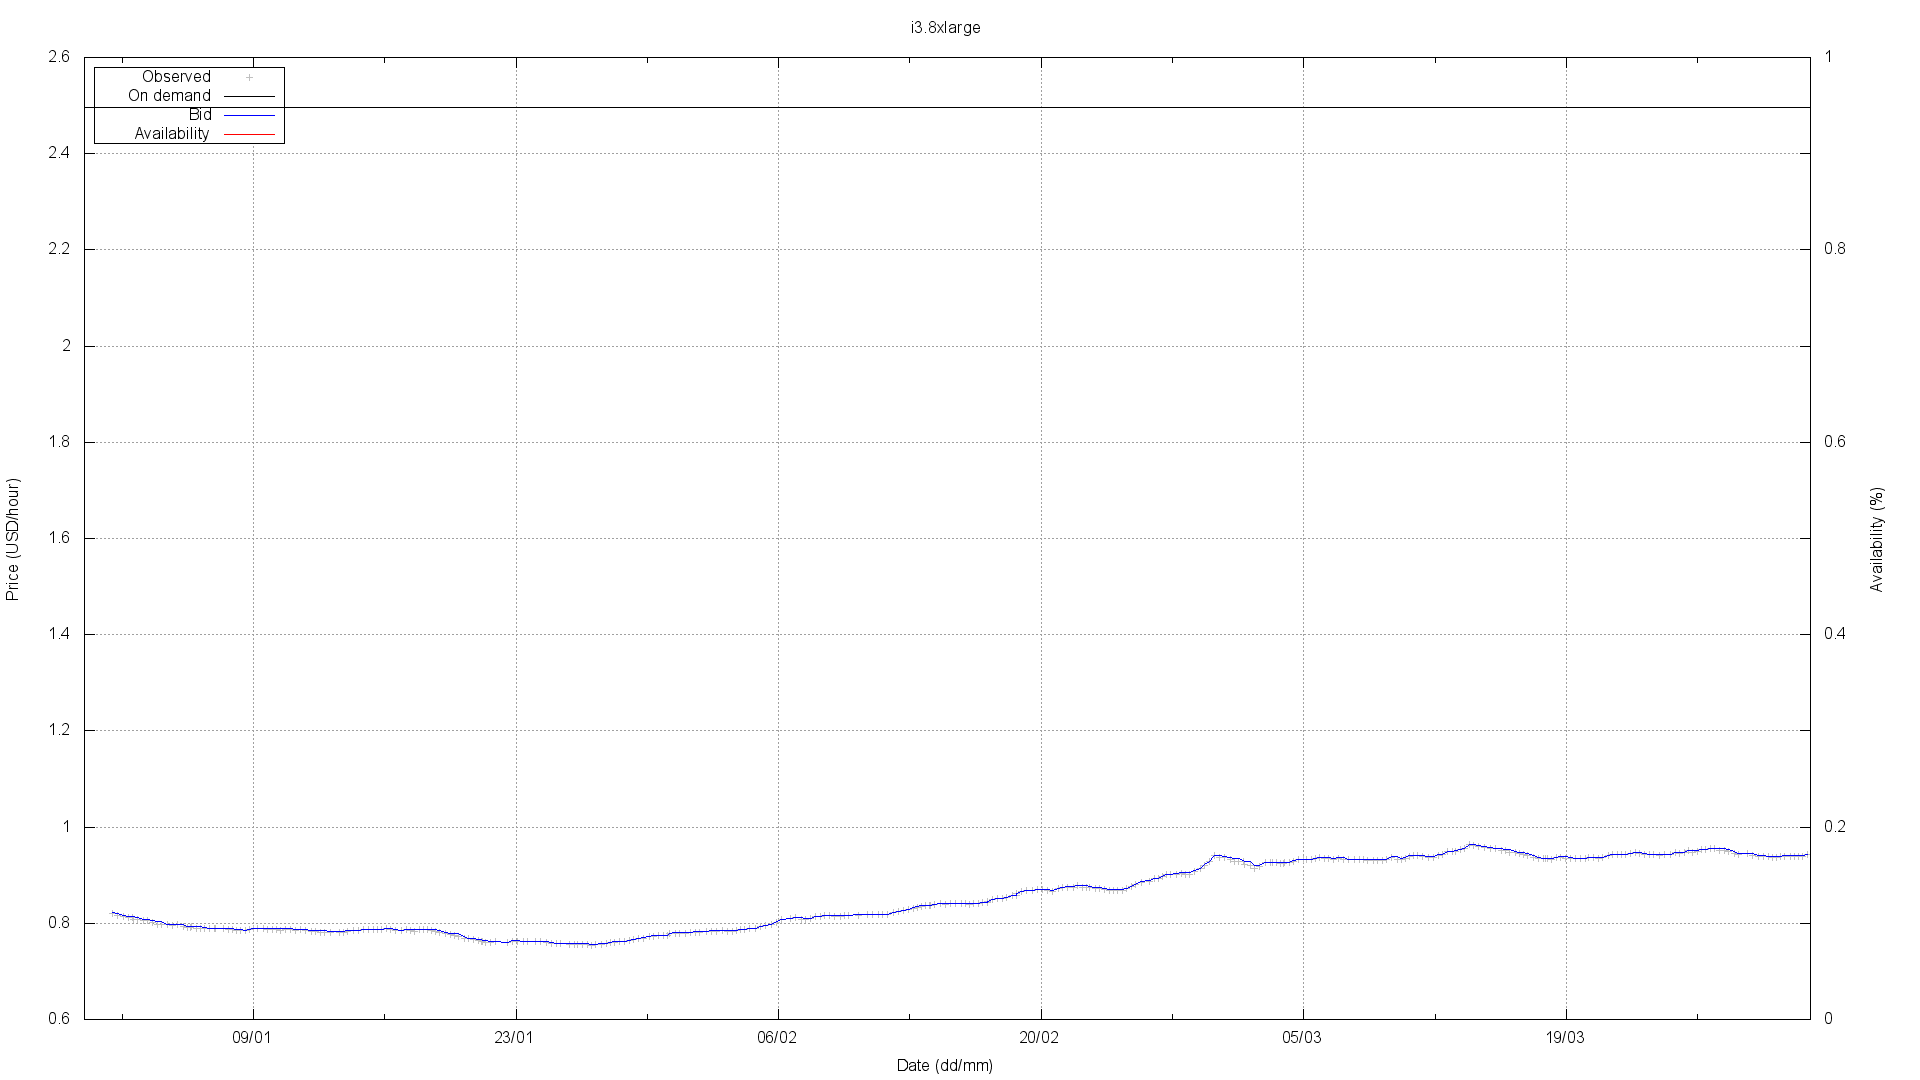 i3.8xlarge
2.6
2.4
2.2
2
1.8
1.6
1.4
1.2
1
0.8
0.6
Price (USD/hour)
Observed
On demand
Bid
Availability
1
0.8
0.6
0.4
0.2
0
Availability (%)
09/01
23/01
06/02
20/02
05/03
19/03
Date (dd/mm)